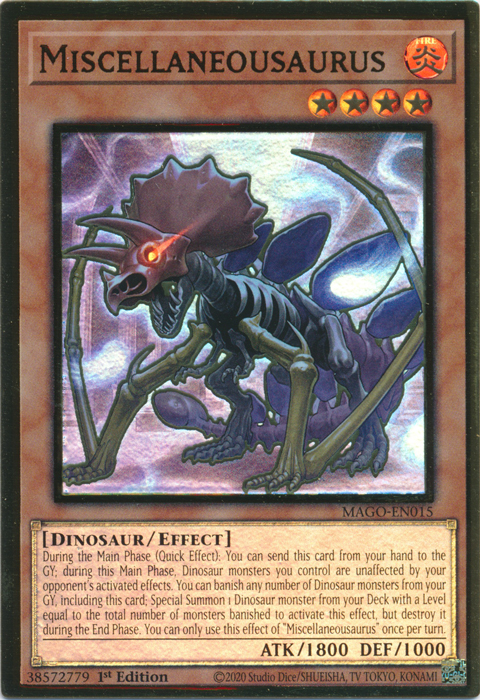 MISCELLANEOUSAURUS
FIRE
炎
MAGO-EN015
[DINOSAUR/EFFECT]
During the Main Phase (Quick Effect): You can send this card from your hand to the
GY; during this Main Phase, Dinosaur monsters you control are unaffected by your
opponent's activated effects. You can banish any number of Dinosaur monsters from your
GY, including this card; Special Summon 1 Dinosaur monster from your Deck with a Level
equal to the total number of monsters banished to activate this effect, but destroy it
during the End Phase. You can only use this effect of "Miscellaneousaurus" once per turn.
ATK/1800 DEF/1000
38572779 1st Edition ©2020 Studio Dice/SHUEISHA, TV TOKYO, KONAMI